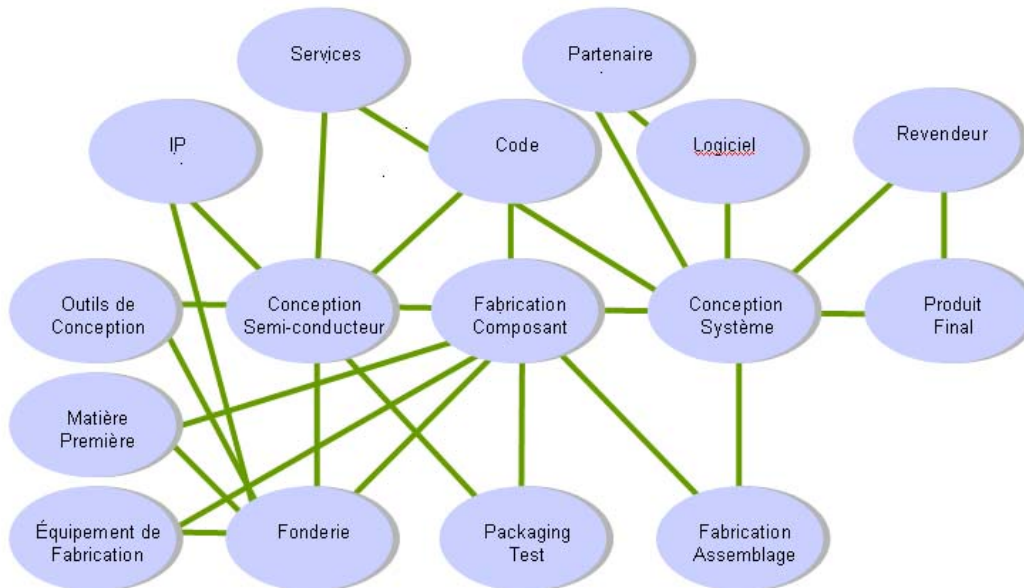 Services
Partenaire
IP
Code
Logiciel
Revendeur
Outils de
Conception
Conception
Semi-conducteur
Fabrication
Composant
Conception
Système
Produit
Final
Matière
Première
Équipement de
Fabrication
Fonderie
Packaging
Test
Fabrication
Assemblage